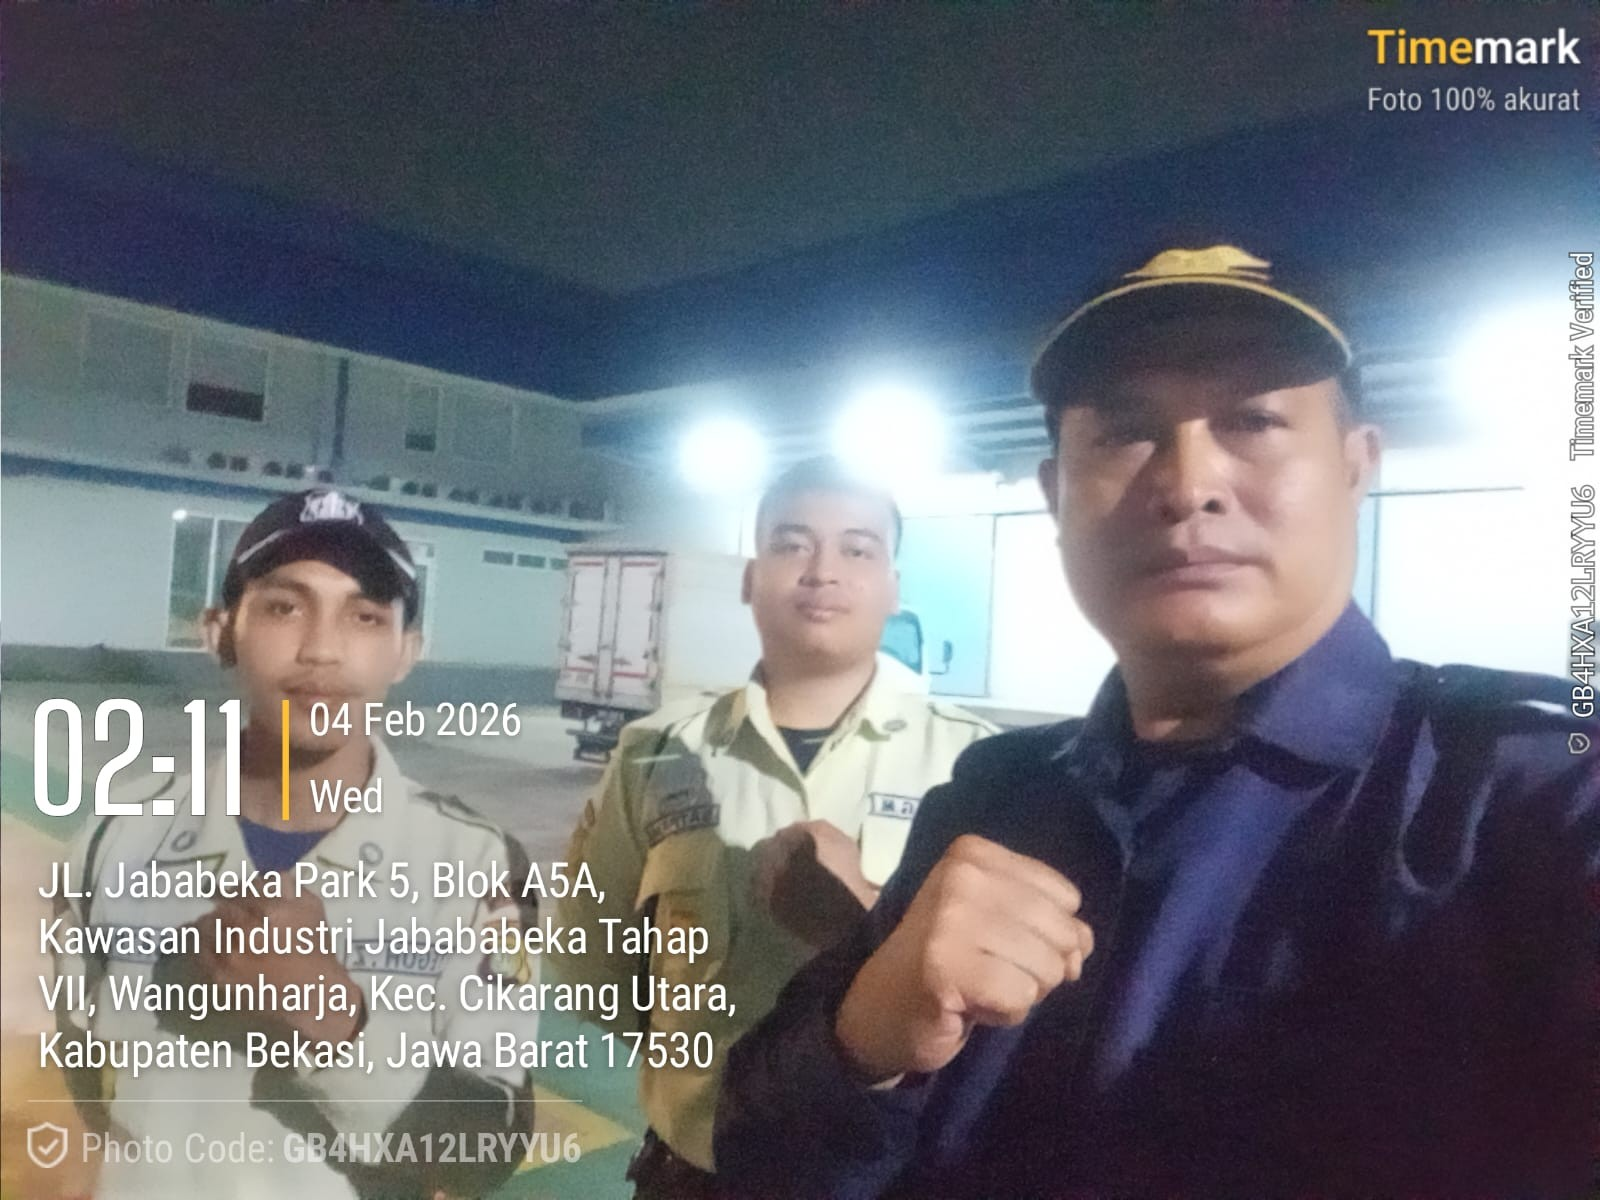 Timemark
Foto 100% akurat
02:11
04 Feb 2026
Wed
JL. Jababeka Park 5, Blok A5A,
Kawasan Industri Jabababeka Tahap
VII, Wangunharja, Kec. Cikarang Utara,
Kabupaten Bekasi, Jawa Barat 17530
Photo Code: GB4HXA12LRYYU6
GB4HXA12LRYYU6 Timemark Verified